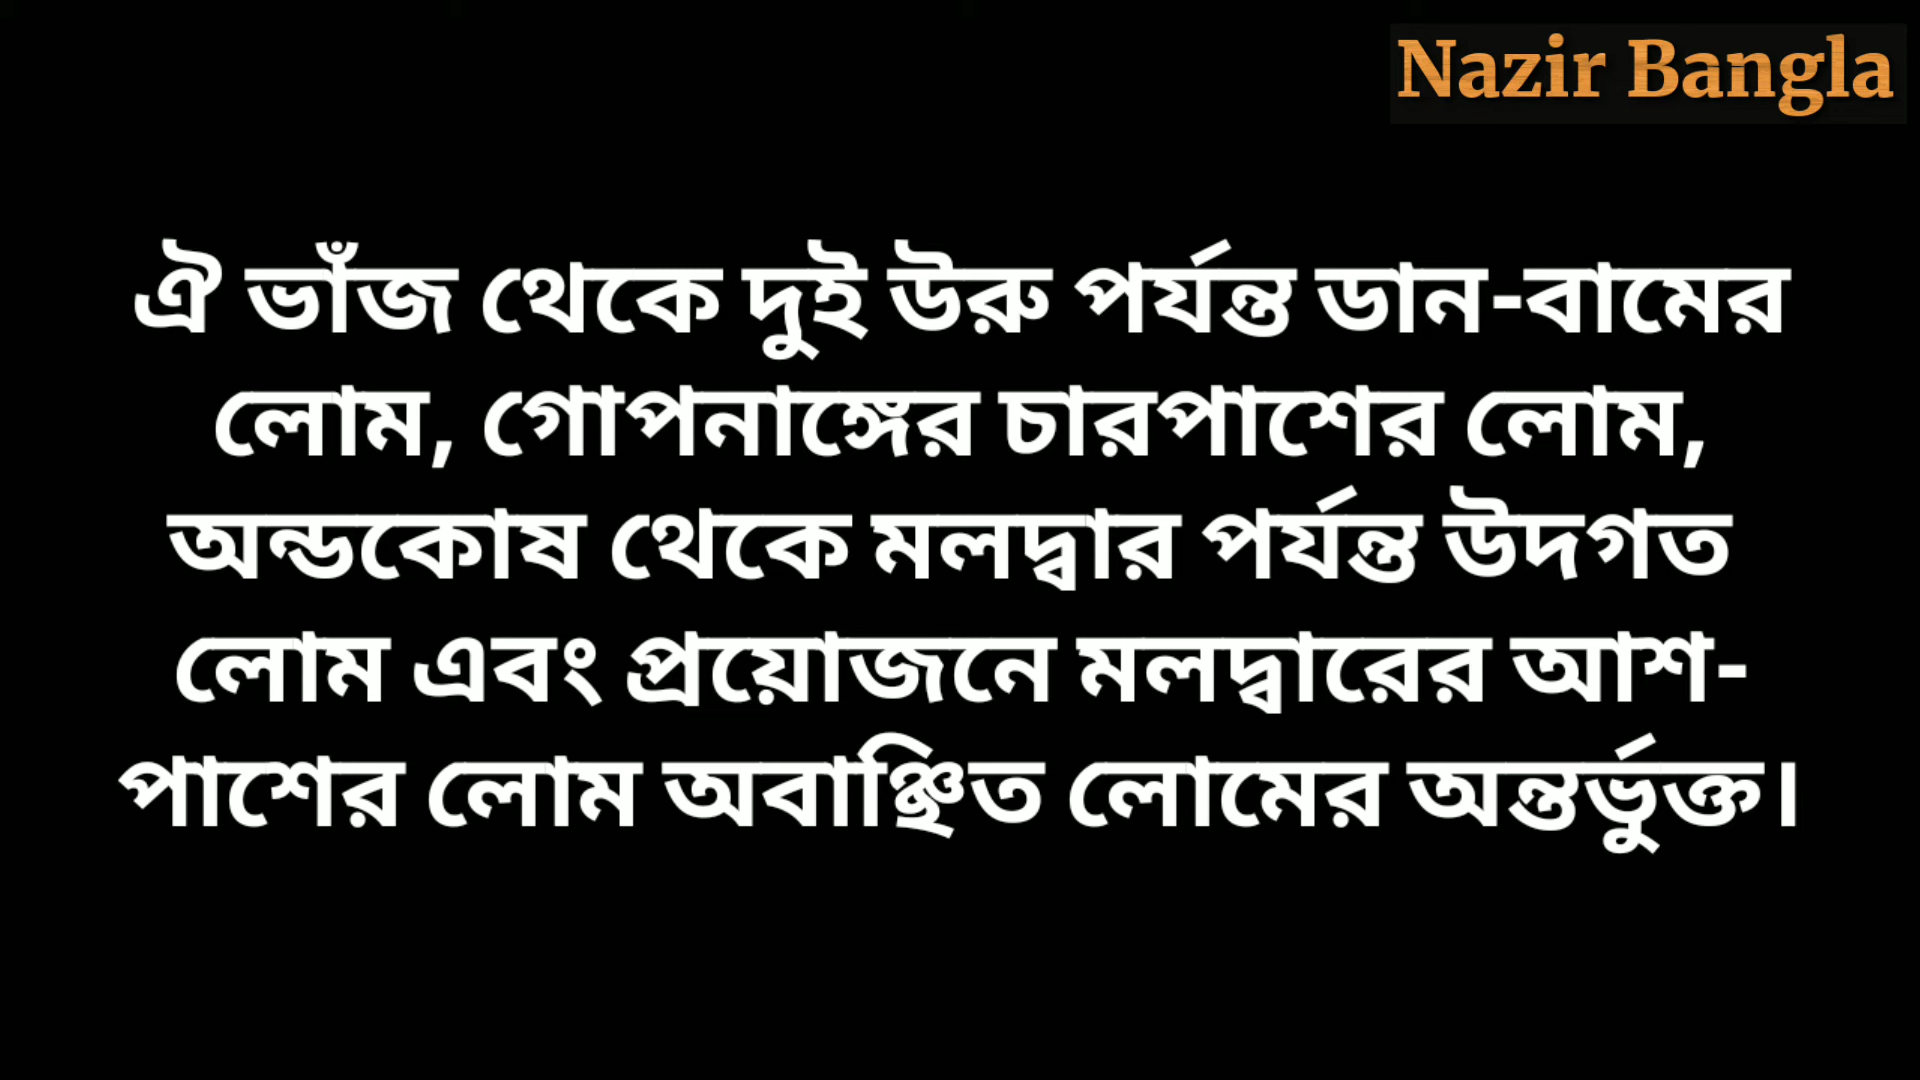 Nazir Bangla
ঐ ভাঁজ থেকে দুই উরু পর্যন্ত ডান-বামের
লোম, গোপনাঙ্গের চারপাশের লোম,
অন্ডকোষ থেকে মলদ্বার পর্যন্ত উদগত
লোম এবং প্রয়োজনে মলদ্বারের আশ-
পাশের লোম অবাঞ্ছিত লোমের অন্তর্ভুক্ত।